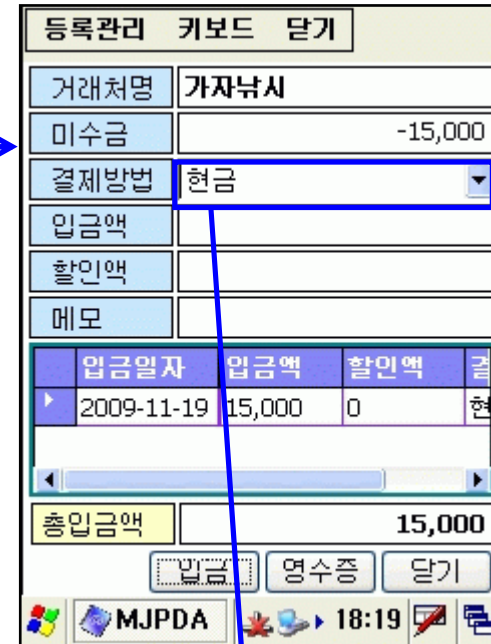 등록관리 키보드 닫기
거래처명 가자낚시
미수금 -15,000
결제방법 현금
입금액
할인액
메모
입금일자 입금액 할인액 결
2009-11-19 15,000 0 현
총입금액 15,000
입금 영수증 닫기
MJPDA 18:19